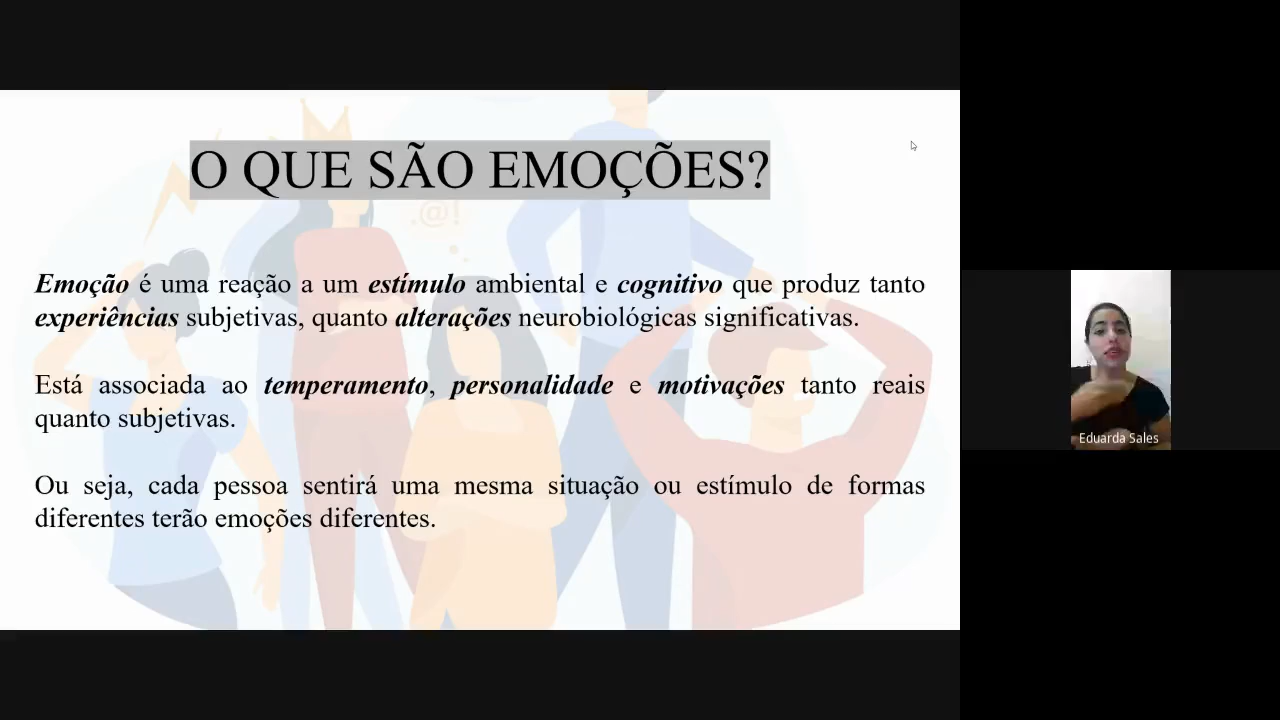 O QUE SÃO EMOÇÕES?
.@!
Emoção é uma reação a um estímulo ambiental e cognitivo que produz tanto
experiências subjetivas, quanto alterações neurobiológicas significativas.
Está associada ao temperamento, personalidade e motivações tanto reais
quanto subjetivas.
Ou seja, cada pessoa sentirá uma mesma situação ou estímulo de formas
diferentes terão emoções diferentes.
Eduarda Sales